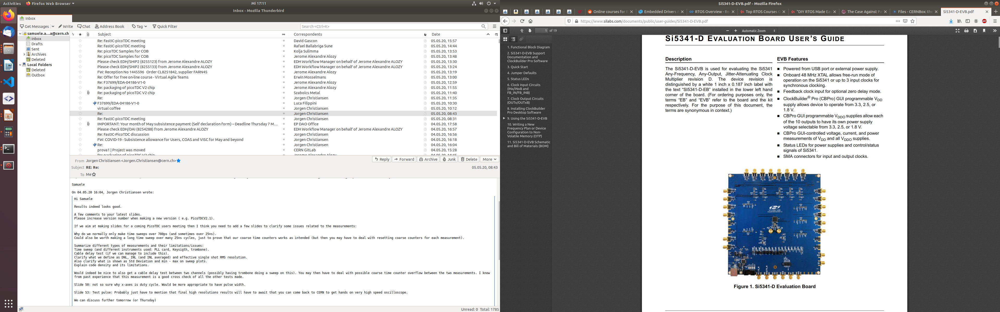 Activities Firefox Web Browser Mi 17:11
Inbox - Mozilla Thunderbird
Inbox
Get Messages Write Chat Address Book Tag Quick Filter Search <Ctrl+K>
samuele.a...a@cern.ch
Inbox
Drafts
Sent
Archives
Deleted
Local Folders
Deleted
Outbox
Subject Correspondents Date
Re: FastIC-picoTDC meeting David Gascon 05.05.20, 15:57
Re: FastIC-picoTDC meeting Rafael Ballabriga Sune 05.05.20, 14:44
Re: picoTDC Samples for COB Kolja Sulimma 05.05.20, 13:53
Re: picoTDC Samples for COB Jerome Alexandre Alozy 05.05.20, 13:48
Please check EDH/SHIP2 (8255123) from Jerome Alexandre ALOZY EDH Workflow Manager on behalf of Jerome Alexandre ALOZY 05.05.20, 13:30
Please check EDH/SHIP2 (8255133) from Jerome Alexandre ALOZY EDH Workflow Manager on behalf of Jerome Alexandre ALOZY 05.05.20, 13:24
FW: Reception No 1445596 Order CL8251842, supplier FARN45 Jerome Alexandre Alozy 05.05.20, 13:19
Re: Offer for free on-line course - Virtual Agile Teams Erwin Mosselmans 05.05.20, 13:00
Re: F37699/EDA-04186-V1-0 Jerome Alexandre Alozy 05.05.20, 12:59
Re: packaging of picoTDC V2 chip Jerome Alexandre Alozy 05.05.20, 11:55
Re: packaging of picoTDC V2 chip Szabolcs Metal 05.05.20, 11:40
Re: Jorgen Christiansen 05.05.20, 11:35
F37699/EDA-04186-V1-0 Luca Filippini 05.05.20, 10:30
virtual coffee Jorgen Christiansen 05.05.20, 10:12
Re: Jorgen Christiansen 05.05.20, 08:43
Re: FastIC-picoTDC meeting Jorgen Christiansen 05.05.20, 08:31
IMPORTANT: Your month of May subsistence payment (Self declaration form) – Deadline Thursday 7 M... EP DAO Office 04.05.20, 17:58
Please check EDH/DAI (8254288) from Jerome Alexandre ALOZY EDH Workflow Manager on behalf of Jerome Alexandre ALOZY 04.05.20, 16:57
Re: FastIC-PicoTDC discussion Jorgen Christiansen 04.05.20, 16:56
FW: COVID-19 - Subsistence allowance for Users, COAS and VISC for May and beyond Jorgen Christiansen 04.05.20, 16:18
Re: Jorgen Christiansen 04.05.20, 16:04
prova1 | Project was moved CERN GitLab 04.05.20, 15:28
Re: packaging of picoTDC V2 chip Jerome Alexandre Alozy 04.05.20, 14:45
From Jorgen Christiansen <Jorgen.Christiansen@cern.ch> Reply Forward Archive Junk Delete More
Subject RE: Re: 05.05.20, 08:43
To Me
Samuele
On 04.05.20 16:04, Jorgen Christiansen wrote:
Hi Samuele
Results indeed looks good.
A few comments to your latest slides.
Please increase version number when making a new version ( e.g. PicoTDCV2.1).
If we aim at making slides for a coming PicoTDC users meeting then I think you need to add a few slides to clarify some issues related to the measurements:
Why do we normally only make time sweeps over 780ps (and sometimes over 25ns).
Could also be worth making a long time sweep over many 25ns cycles, just to prove that our coarse time counters works as intended (but then you may have to deal with resetting coarse counters for each measurement).
Summarize different types of measurements and their limitations/issues:
Time sweep (and different instruments used: PLL card, Keysigth, trombone).
Cable delay test (if we can manage to include this).
Clarify what we define as DNL, INL (and INL averaged) and effective single shot RMS resolution.
Also clarify what is shown as Std Deviation and min - max on sweep plots.
Explain code density and its limitations.
Would indeed be nice to also get a cable delay test between two channels (possibly having trombone doing a sweep on this). You may then have to deal with possible coarse time counter overflow between the two measurements. I know
from past experience that this measurement is a good cross check of all the other tests made.
Slide 50: not so sure why x-axes is duty cycle. Would be more appropriate to have pulse width.
Slide 53: Test pulse: Probably just have to mention that final high resolutions results will have to await that you can come back to CERN to get hands on very high speed oscilloscope.
We can discuss further tomorrow (or Thursday)
Unread: 0 Total: 1785
Si5341-D-EVB.pdf - Mozilla Firefox
Online courses for R Embedded Drivers & RTOS Overview - Re Top RTOS Courses O "DIY RTOS Made Eas The Case Against Pa Files - CERNBox: the Si5341-D-EVB.pdf
https://www.silabs.com/documents/public/user-guides/Si5341-D-EVB.pdf
1 of 19 Automatic Zoom
1. Functional Block Diagram
2. Si5341-D-EVB Support
Documentation and
ClockBuilder Pro Software
3. Quick Start
4. Jumper Defaults
5. Status LEDs
6. Clock Input Circuits
(INx/INxB and
FB_IN/FB_INB)
7. Clock Output Circuits
(OUTx/OUTxB)
8. Installing ClockBuilder
Pro Desktop Software
9. Using the Si5341-D-EVB
10. Writing a New
Frequency Plan or Device
Configuration to Non-
Volatile Memory (OTP)
11. Si5341-D-EVB Schematic
and Bill of Materials (BOM)
Si5341-D EVALUATION BOARD USER'S GUIDE
Description
The Si5341-D-EVB is used for evaluating the Si5341
Any-Frequency, Any-Output, Jitter-Attenuating Clock
Multiplier revision D. The device revision is
distinguished by a white 1 inch x 0.187 inch label with
the text “SI5341-D-EB” installed in the lower left hand
corner of the board. (For ordering purposes only, the
terms “EB” and “EVB” refer to the board and the kit
respectively. For the purpose of this document, the
terms are synonymous in context.)
EVB Features
■ Powered from USB port or external power supply.
■ Onboard 48 MHz XTAL allows free-run mode of
operation on the Si5341 or up to 3 input clocks for
synchronous clocking.
■ Feedback clock input for optional zero delay mode.
■ ClockBuilder® Pro (CBPro) GUI programmable VDD
supply allows device to operate from 3.3, 2.5, or
1.8 V.
■ CBPro GUI programmable VDDO supplies allow each
of the 10 outputs to have its own power supply
voltage selectable from 3.3, 2.5, or 1.8 V.
■ CBPro GUI-controlled voltage, current, and power
measurements of VDD and all VDDO supplies.
■ Status LEDs for power supplies and control/status
signals of Si5341.
■ SMA connectors for input and output clocks.
SILICON LABS
Figure 1. Si5341-D Evaluation Board